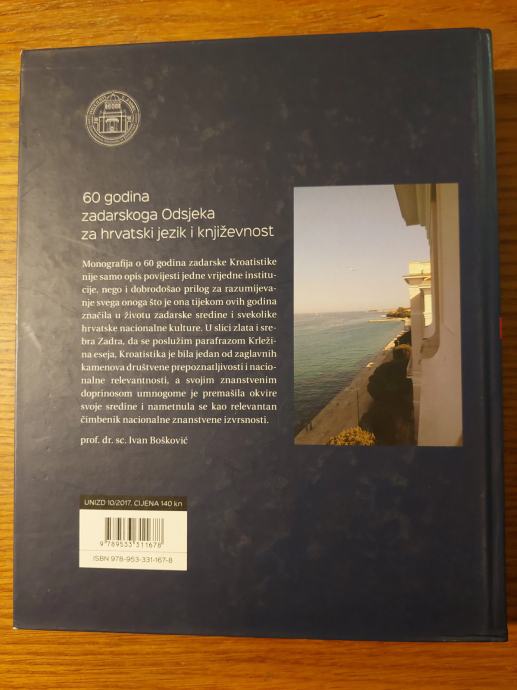 60 godina
zadarskoga Odsjeka
za hrvatski jezik i književnost
Monografija o 60 godina zadarske Kroatistike
nije samo opis povijesti jedne vrijedne institu-
cije, nego i dobrodošao prilog za razumijeva-
nje svega onoga što je ona tijekom ovih godina
značila u životu zadarske sredine i svekolike
hrvatske nacionalne kulture. U slici zlata i sre-
bra Zadra, da se poslužim parafrazom Krleži-
na eseja, Kroatistika je bila jedan od zaglavnih
kamenova društvene prepoznatljivosti i nacio-
nalne relevantnosti, a svojim znanstvenim
doprinosom umnogome je premašila okvire
svoje sredine i nametnula se kao relevantan
čimbenik nacionalne znanstvene izvrsnosti.
prof. dr. sc. Ivan Bošković
UNIZD 10/2017. CIJENA 140 kn
9 789533 311678
ISBN 978-953-331-167-8